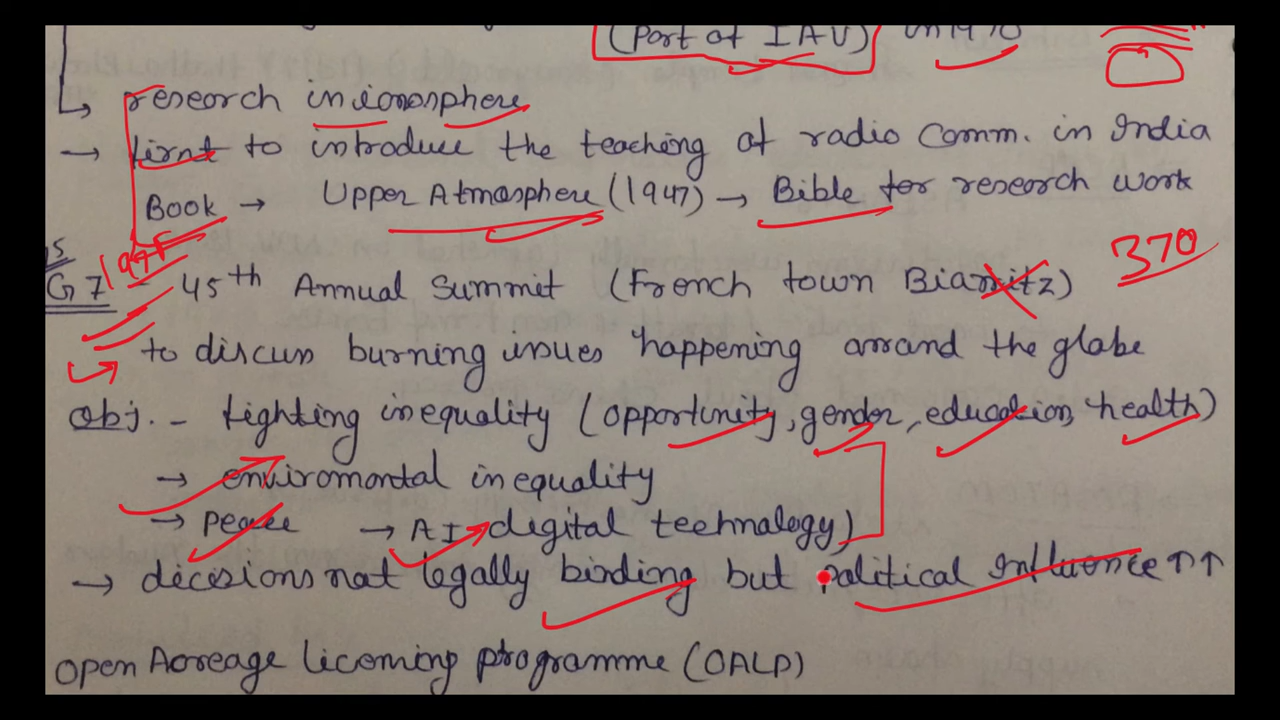 (Part of IAU) in 1970
↳ research in ionosphere
→ first to introduce the teaching of radio comm. in India
Book → Upper Atmosphere (1947) → Bible for research work
1975
370
G7 - 45th Annual Summit (French town Biarritz)
to discuss burning issues happening around the globe
Obj. - fighting inequality (opportunity, gender, education, health)
→ enviromontal inequality
→ peace → AI digital technology)
→ decisions not legally binding but political influence ↑↑
Open Acreage licensing programme (OALP)